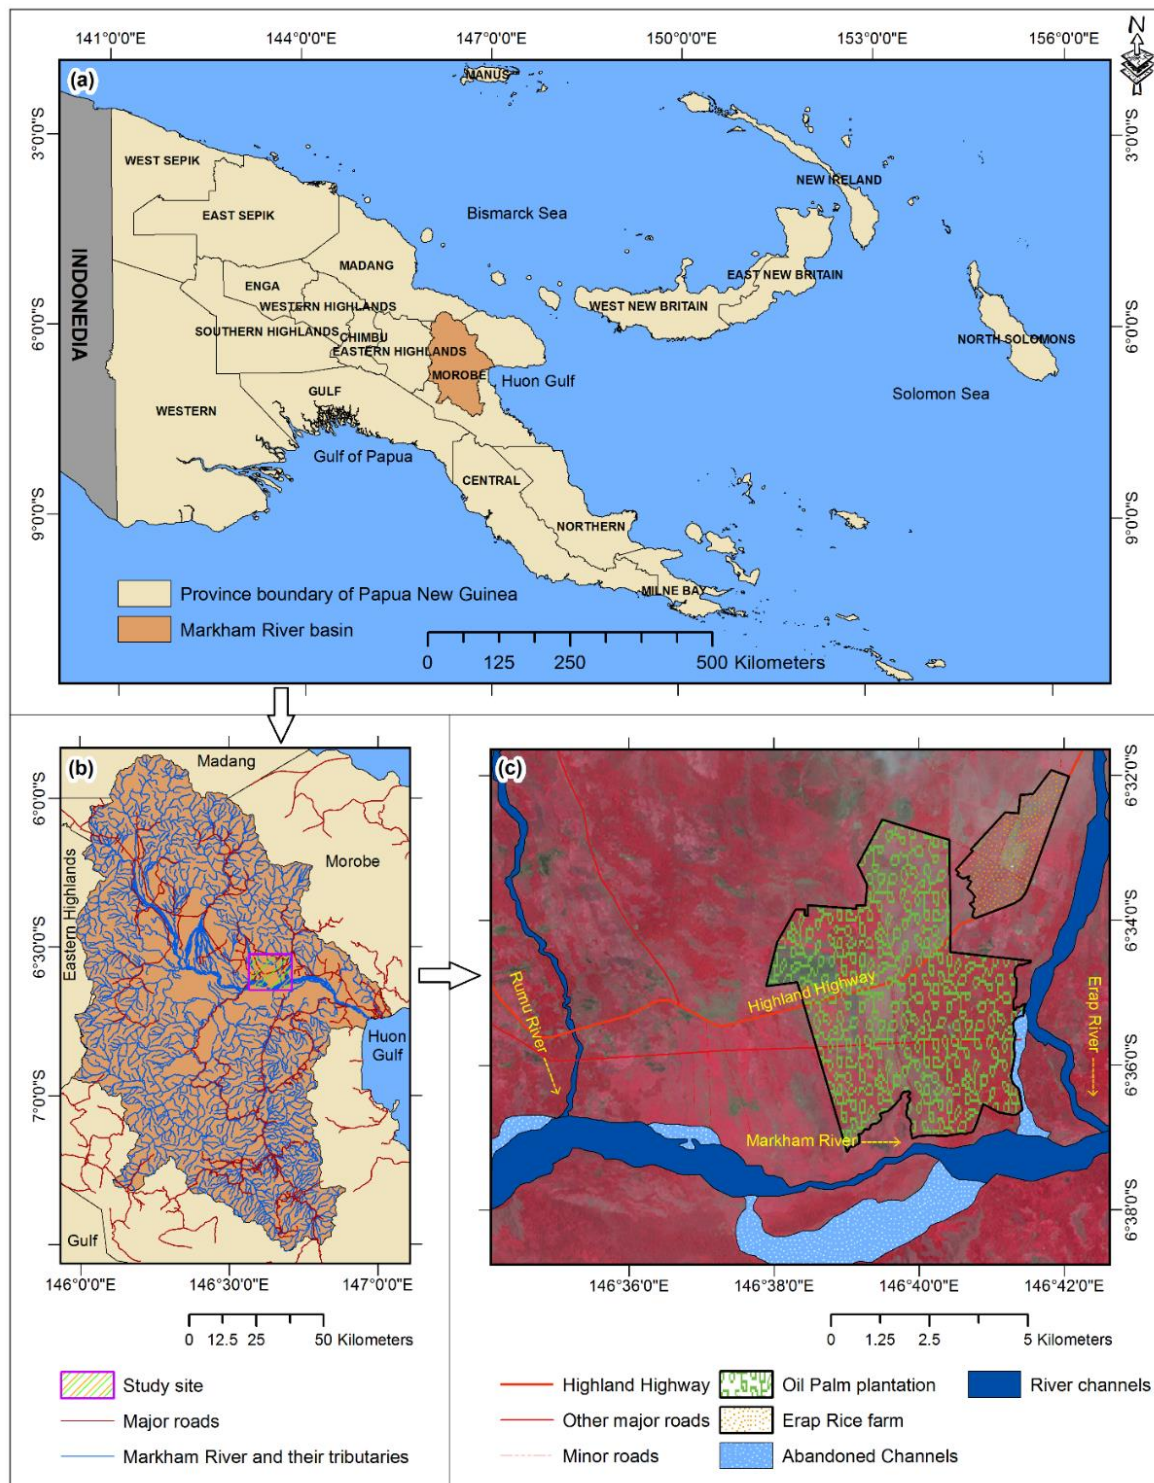 141°0'0"E 144°0'0"E 147°0'0"E 150°0'0"E 153°0'0"E 156°0'0"E
N
(a)
MANUS
3°0'0"S 3°0'0"S
WEST SEPIK
NEW IRELAND
EAST SEPIK
Bismarck Sea
INDONEDIA
MADANG
EAST NEW BRITAIN
ENGA
WESTERN HIGHLANDS
WEST NEW BRITAIN
6°0'0"S 6°0'0"S
SOUTHERN HIGHLANDS
CHIMBU
NORTH SOLOMONS
EASTERN HIGHLANDS
MOROBE
Huon Gulf
GULF
Solomon Sea
WESTERN
Gulf of Papua
CENTRAL
9°0'0"S 9°0'0"S
NORTHERN
MILNE BAY
Province boundary of Papua New Guinea
Markham River basin
0 125 250 500 Kilometers
(b)
Madang
6°0'0"S
Morobe
Eastern Highlands
6°30'0"S
Huon
Gulf
7°0'0"S
Gulf
146°0'0"E 146°30'0"E 147°0'0"E
0 12.5 25 50 Kilometers
Study site
Major roads
Markham River and their tributaries
(c)
6°32'0"S
6°34'0"S
Highland Highway
Rumu River
Erap River
6°36'0"S
Markham River
6°38'0"S
146°36'0"E 146°38'0"E 146°40'0"E 146°42'0"E
0 1.25 2.5 5 Kilometers
Highland Highway Oil Palm plantation River channels
Other major roads Erap Rice farm
Minor roads Abandoned Channels